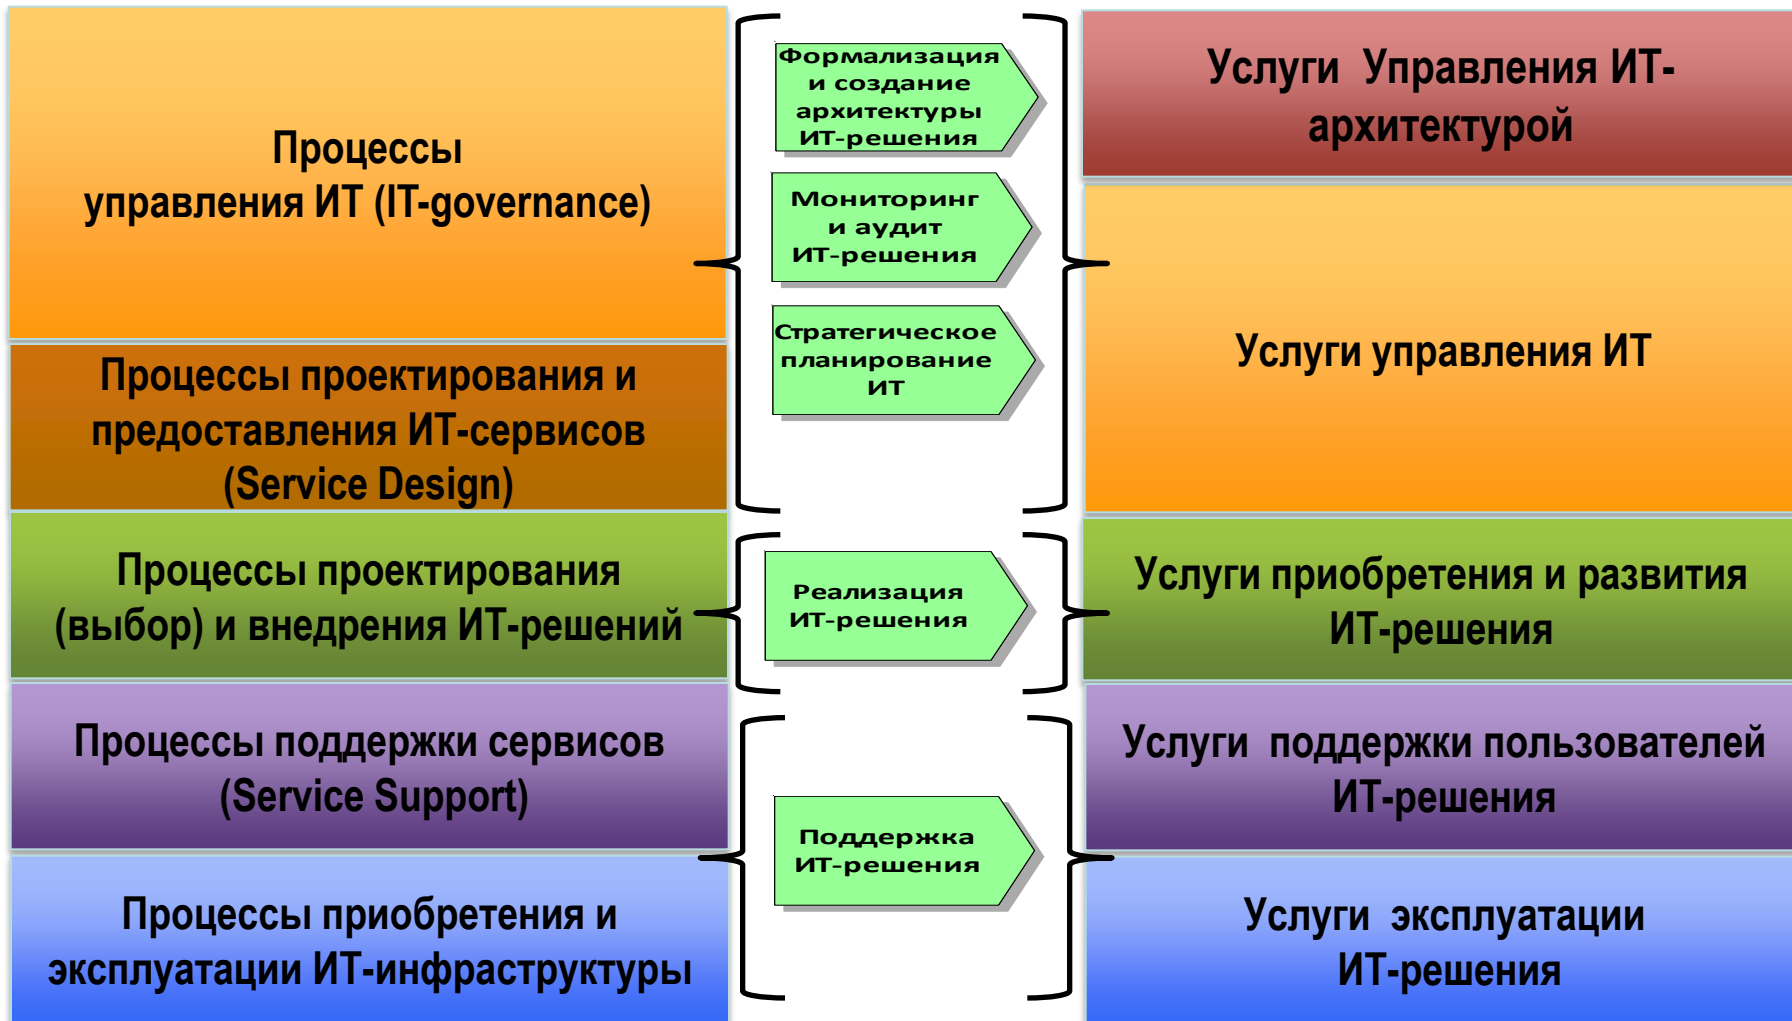 Процессы
управления ИТ (IT-governance)
Процессы проектирования и
предоставления ИТ-сервисов
(Service Design)
Процессы проектирования
(выбор) и внедрения ИТ-решений
Процессы поддержки сервисов
(Service Support)
Процессы приобретения и
эксплуатации ИТ-инфраструктуры
Формализация
и создание
архитектуры
ИТ-решения
Мониторинг
и аудит
ИТ-решения
Стратегическое
планирование
ИТ
Реализация
ИТ-решения
Поддержка
ИТ-решения
Услуги Управления ИТ-
архитектурой
Услуги управления ИТ
Услуги приобретения и развития
ИТ-решения
Услуги поддержки пользователей
ИТ-решения
Услуги эксплуатации
ИТ-решения